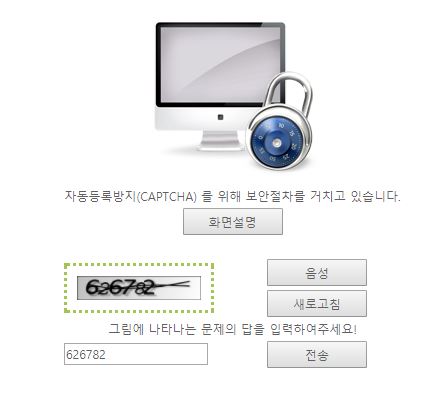 자동등록방지(CAPTCHA) 를 위해 보안절차를 거치고 있습니다.
화면설명
626782
음성
새로고침
그림에 나타나는 문제의 답을 입력하여주세요!
626782
전송